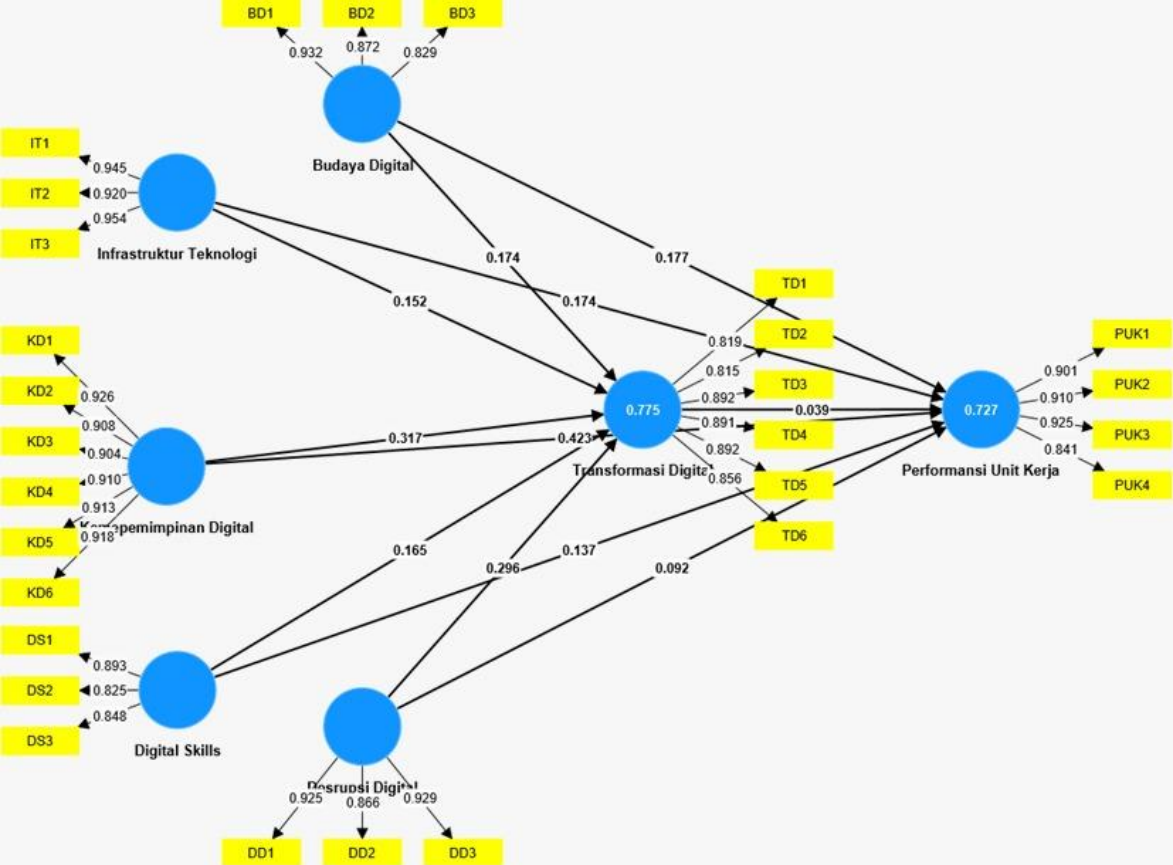 BD1
BD2
BD3
0.932
0.872
0.829
Budaya Digital
IT1
IT2
IT3
0.945
0.920
0.954
Infrastruktur Teknologi
0.174
0.177
0.152
0.174
KD1
KD2
KD3
KD4
KD5
KD6
0.926
0.908
0.904
0.910
0.913
0.918
0.317
0.423
0.775
Transformasi Digital
TD1
TD2
TD3
TD4
TD5
TD6
0.819
0.815
0.892
0.891
0.892
0.856
0.039
0.727
Performansi Unit Kerja
PUK1
PUK2
PUK3
PUK4
0.901
0.910
0.925
0.841
0.165
0.137
0.296
0.092
DS1
DS2
DS3
0.893
0.825
0.848
Digital Skills
Digital
0.925
0.866
0.929
DD1
DD2
DD3